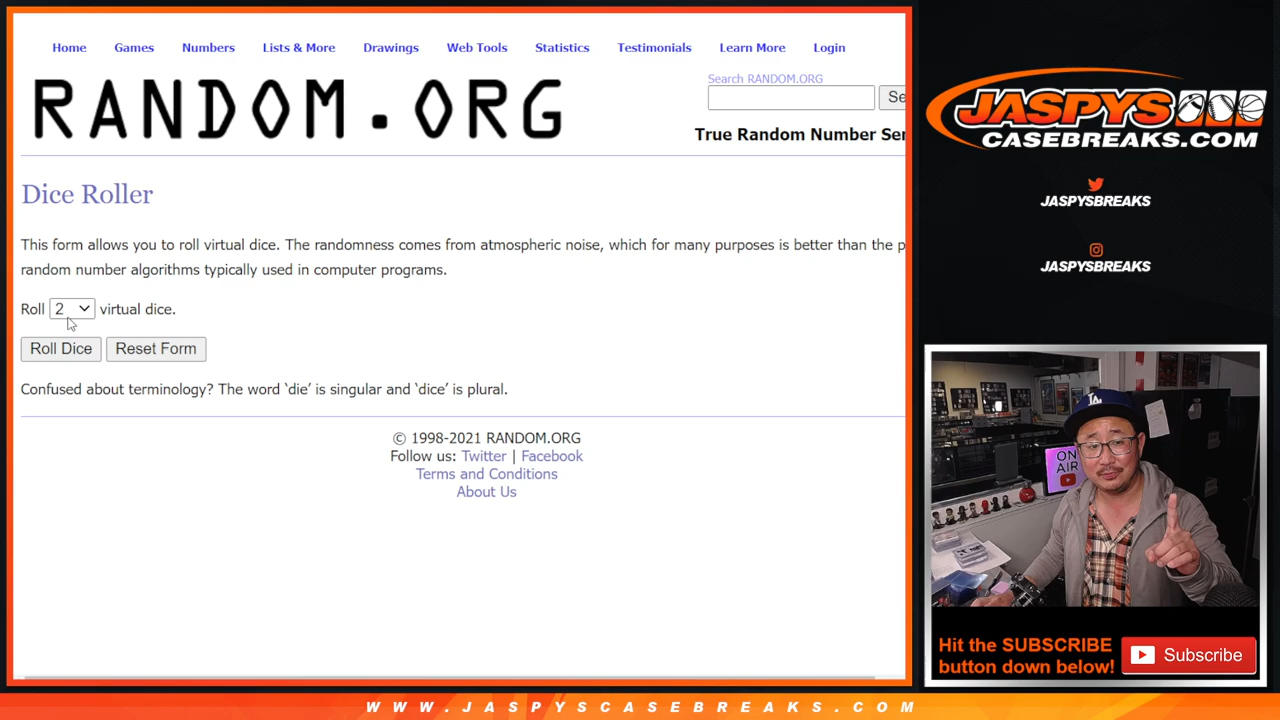 Home Games Numbers Lists & More Drawings Web Tools Statistics Testimonials Learn More Login
RANDOM.ORG
Search RANDOM.ORG
Se
True Random Number Ser
Dice Roller
This form allows you to roll virtual dice. The randomness comes from atmospheric noise, which for many purposes is better than the p
random number algorithms typically used in computer programs.
Roll 2 virtual dice.
Roll Dice Reset Form
Confused about terminology? The word ‘die’ is singular and ‘dice’ is plural.
© 1998-2021 RANDOM.ORG
Follow us: Twitter | Facebook
Terms and Conditions
About Us
JASPYS
CASEBREAKS.COM
JASPYSBREAKS
JASPYSBREAKS
ON
AIR
LA
Hit the SUBSCRIBE
button down below!
Subscribe
WWW.JASPYSCASEBREAKS.COM